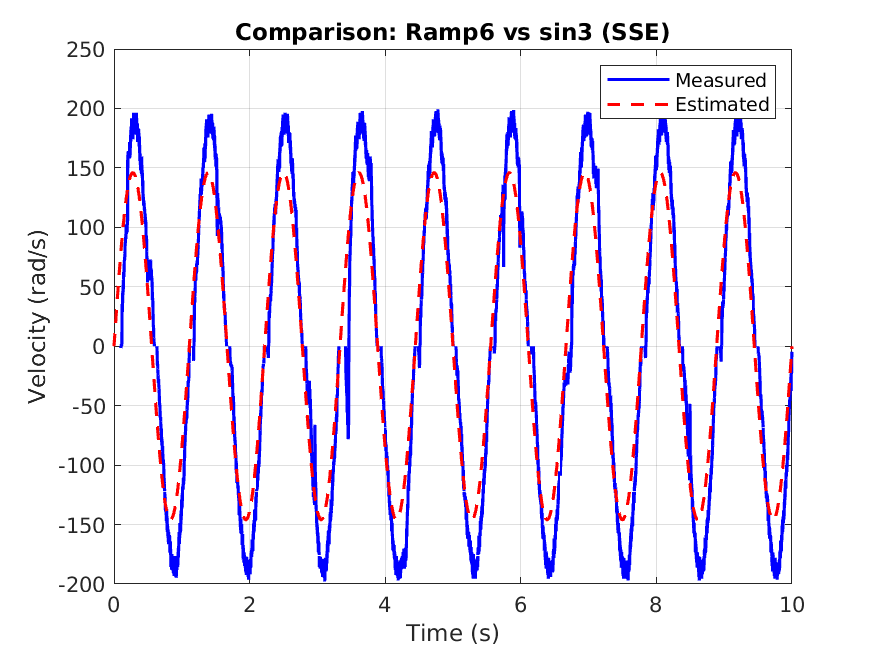 Comparison: Ramp6 vs sin3 (SSE)
Measured
Estimated
250
200
150
100
50
0
-50
-100
-150
-200
Velocity (rad/s)
0 2 4 6 8 10
Time (s)